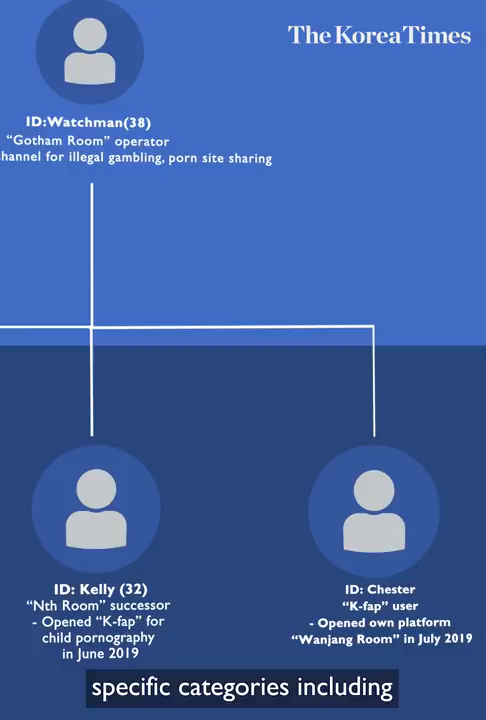 The Korea Times
ID:Watchman(38)
“Gotham Room” operator
for illegal gambling, porn site sharing
ID: Kelly (32)
“Nth Room” successor
- Opened “K-fap” for
child pornography
in June 2019
ID: Chester
“K-fap” user
- Opened own platform
“Wanjang Room” in July 2019
specific categories including